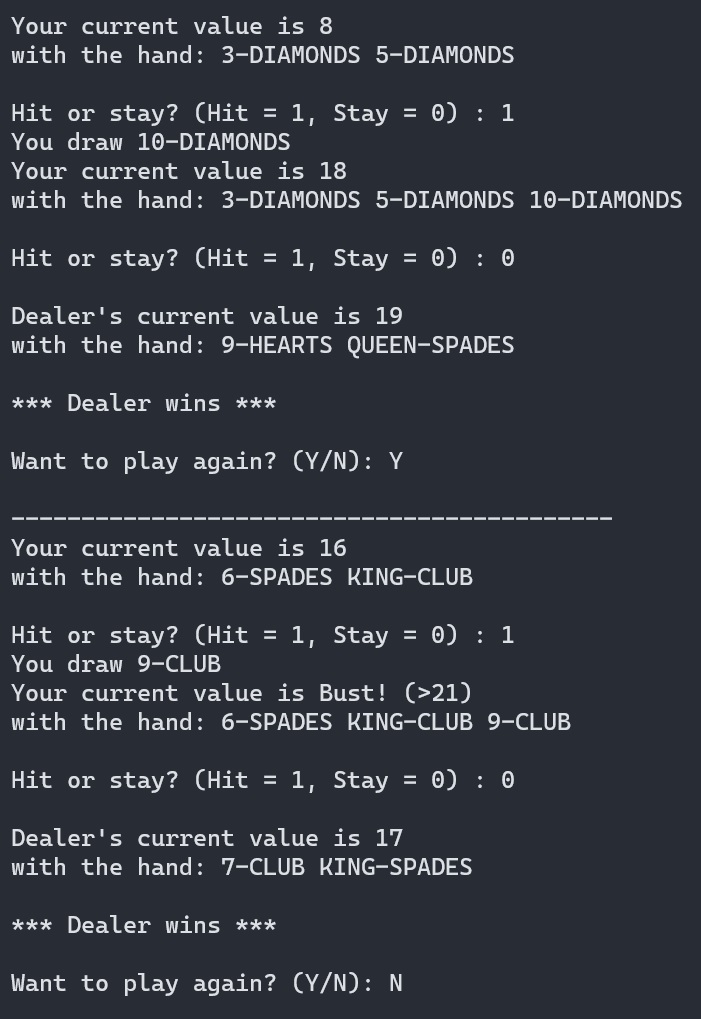 Your current value is 8
with the hand: 3-DIAMONDS 5-DIAMONDS
Hit or stay? (Hit = 1, Stay = 0) : 1
You draw 10-DIAMONDS
Your current value is 18
with the hand: 3-DIAMONDS 5-DIAMONDS 10-DIAMONDS
Hit or stay? (Hit = 1, Stay = 0) : 0
Dealer's current value is 19
with the hand: 9-HEARTS QUEEN-SPADES
*** Dealer wins ***
Want to play again? (Y/N): Y
-------------------------------------------
Your current value is 16
with the hand: 6-SPADES KING-CLUB
Hit or stay? (Hit = 1, Stay = 0) : 1
You draw 9-CLUB
Your current value is Bust! (>21)
with the hand: 6-SPADES KING-CLUB 9-CLUB
Hit or stay? (Hit = 1, Stay = 0) : 0
Dealer's current value is 17
with the hand: 7-CLUB KING-SPADES
*** Dealer wins ***
Want to play again? (Y/N): N